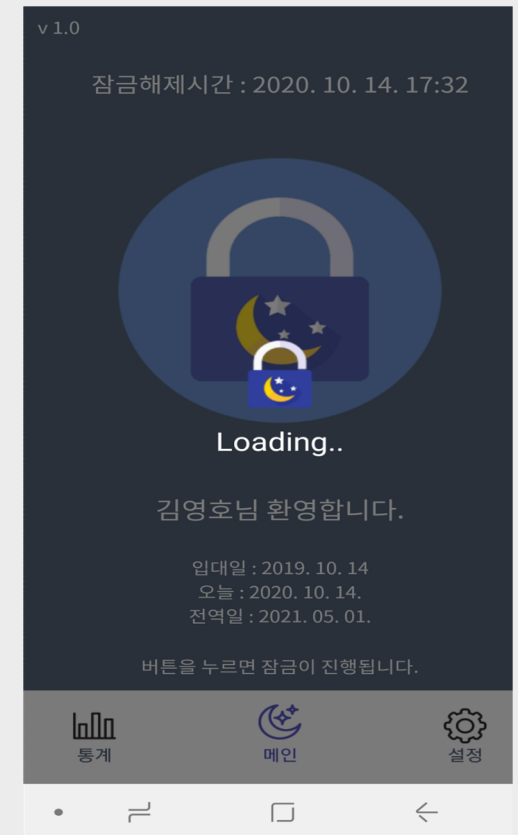 v 1.0
잠금해제시간 : 2020. 10. 14. 17:32
Loading..
김영호님 환영합니다.
입대일 : 2019. 10. 14
오늘 : 2020. 10. 14.
전역일 : 2021. 05. 01.
버튼을 누르면 잠금이 진행됩니다.
통계 메인 설정